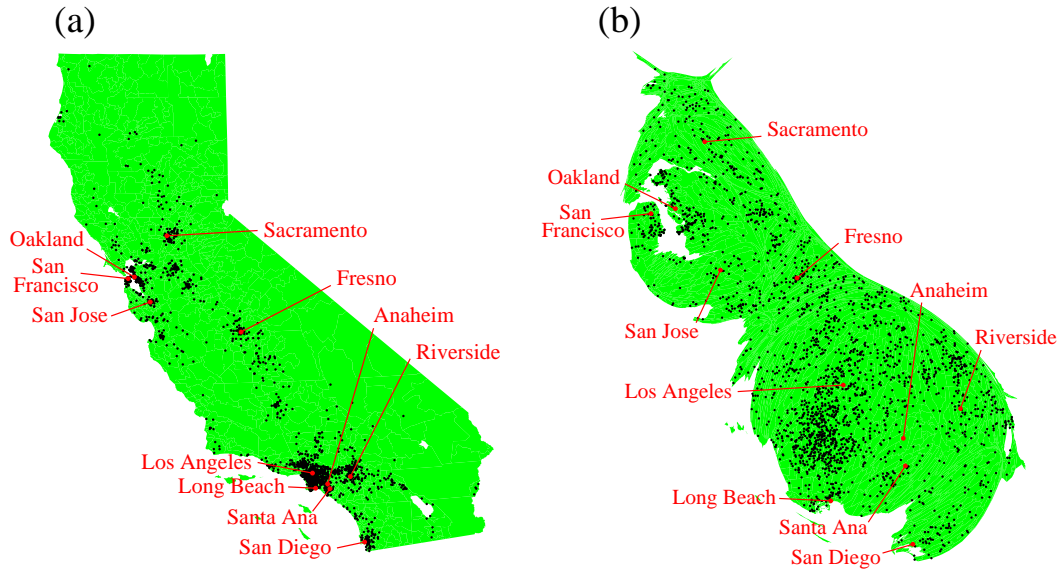 (a)
Sacramento
Oakland
San
Francisco
San Jose
Fresno
Anaheim
Riverside
Los Angeles
Long Beach
Santa Ana
San Diego
(b)
Sacramento
Oakland
San
Francisco
Fresno
Anaheim
San Jose
Riverside
Los Angeles
Long Beach
Santa Ana
San Diego